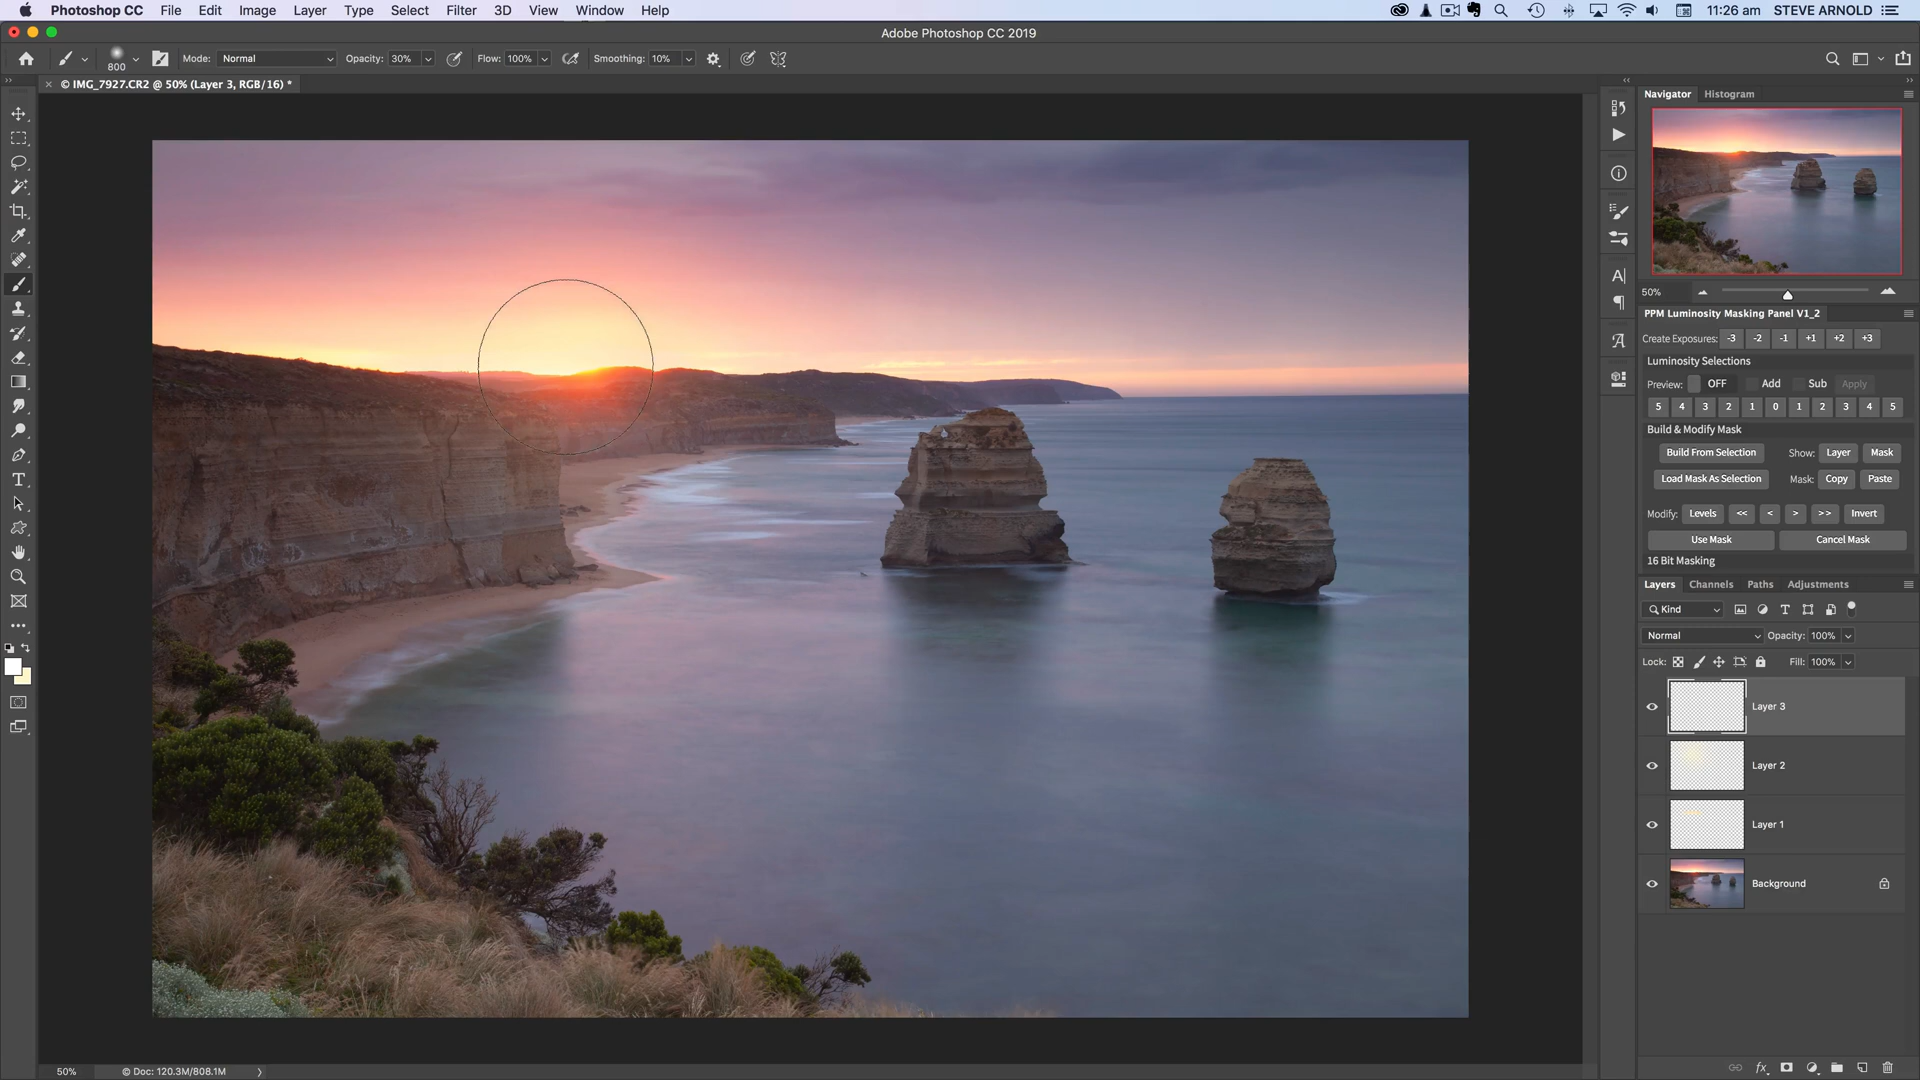 Photoshop CC File Edit Image Layer Type Select Filter 3D View Window Help 11:26 am STEVE ARNOLD
Adobe Photoshop CC 2019
800 Mode: Normal Opacity: 30% Flow: 100% Smoothing: 10%
× © IMG_7927.CR2 @ 50% (Layer 3, RGB/16) *
Navigator Histogram
50%
PPM Luminosity Masking Panel V1_2
Create Exposures: -3 -2 -1 +1 +2 +3
Luminosity Selections
Preview: OFF Add Sub Apply
5 4 3 2 1 0 1 2 3 4 5
Build & Modify Mask
Build From Selection Show: Layer Mask
Load Mask As Selection Mask: Copy Paste
Modify: Levels << < > >> Invert
Use Mask Cancel Mask
16 Bit Masking
Layers Channels Paths Adjustments
Kind
Normal Opacity: 100%
Lock: Fill: 100%
Layer 3
Layer 2
Layer 1
Background
50% © Doc: 120.3M/808.1M >